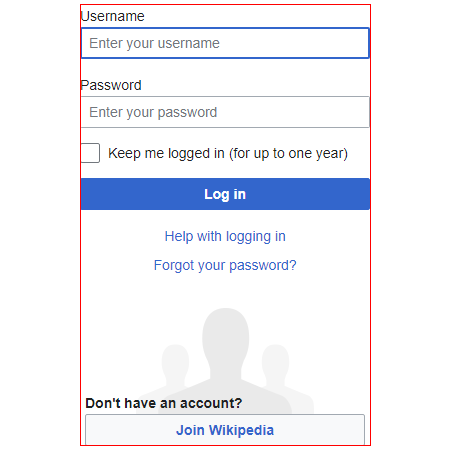 Username
Enter your username
Password
Enter your password
Keep me logged in (for up to one year)
Log in
Help with logging in
Forgot your password?
Don't have an account?
Join Wikipedia